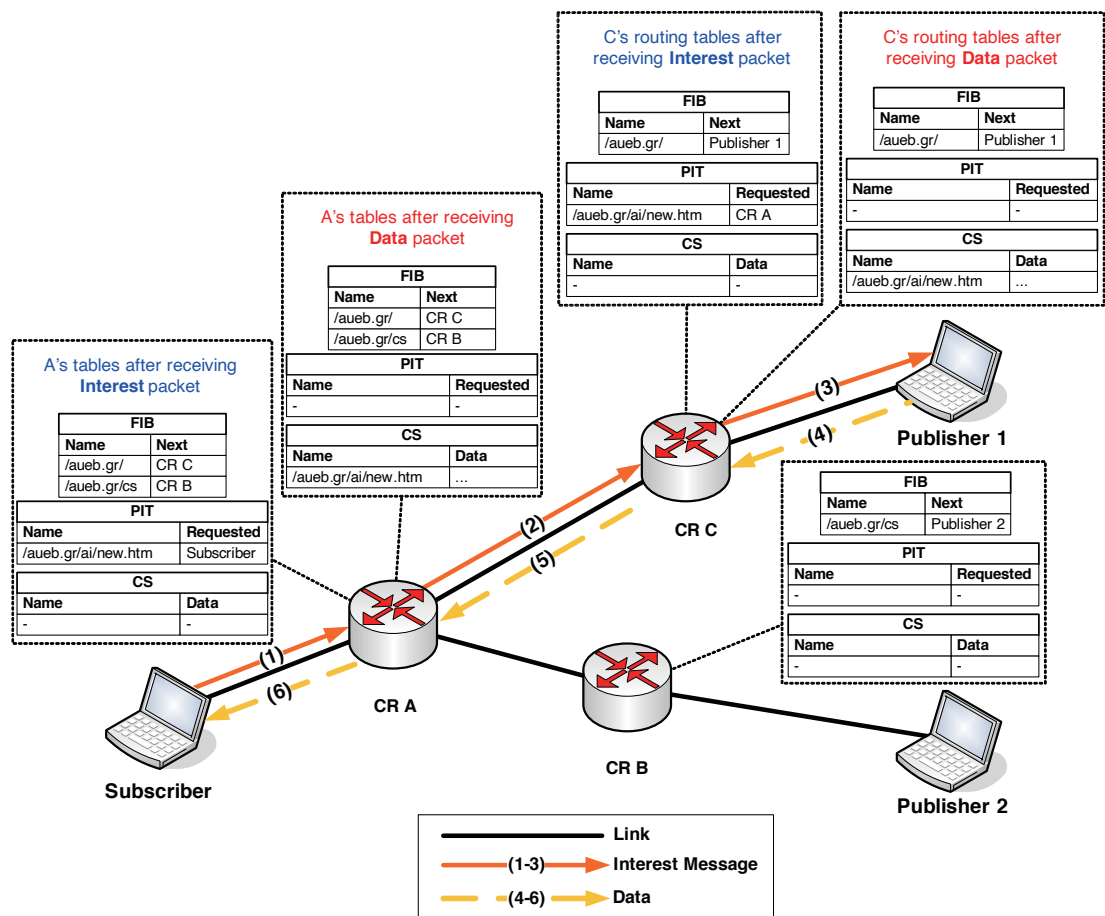 C's routing tables after
receiving Interest packet
FIB
Name Next
/aueb.gr/ Publisher 1
PIT
Name Requested
/aueb.gr/ai/new.htm CR A
CS
Name Data
- -
C's routing tables after
receiving Data packet
FIB
Name Next
/aueb.gr/ Publisher 1
PIT
Name Requested
- -
CS
Name Data
/aueb.gr/ai/new.htm ...
A's tables after receiving
Data packet
FIB
Name Next
/aueb.gr/ CR C
/aueb.gr/cs CR B
PIT
Name Requested
- -
CS
Name Data
/aueb.gr/ai/new.htm ...
A's tables after receiving
Interest packet
FIB
Name Next
/aueb.gr/ CR C
/aueb.gr/cs CR B
PIT
Name Requested
/aueb.gr/ai/new.htm Subscriber
CS
Name Data
- -
(3)
(4)
Publisher 1
(2)
(5)
CR C
FIB
Name Next
/aueb.gr/cs Publisher 2
PIT
Name Requested
- -
CS
Name Data
- -
(1)
(6)
CR A
CR B
Subscriber
Publisher 2
Link
(1-3) Interest Message
(4-6) Data